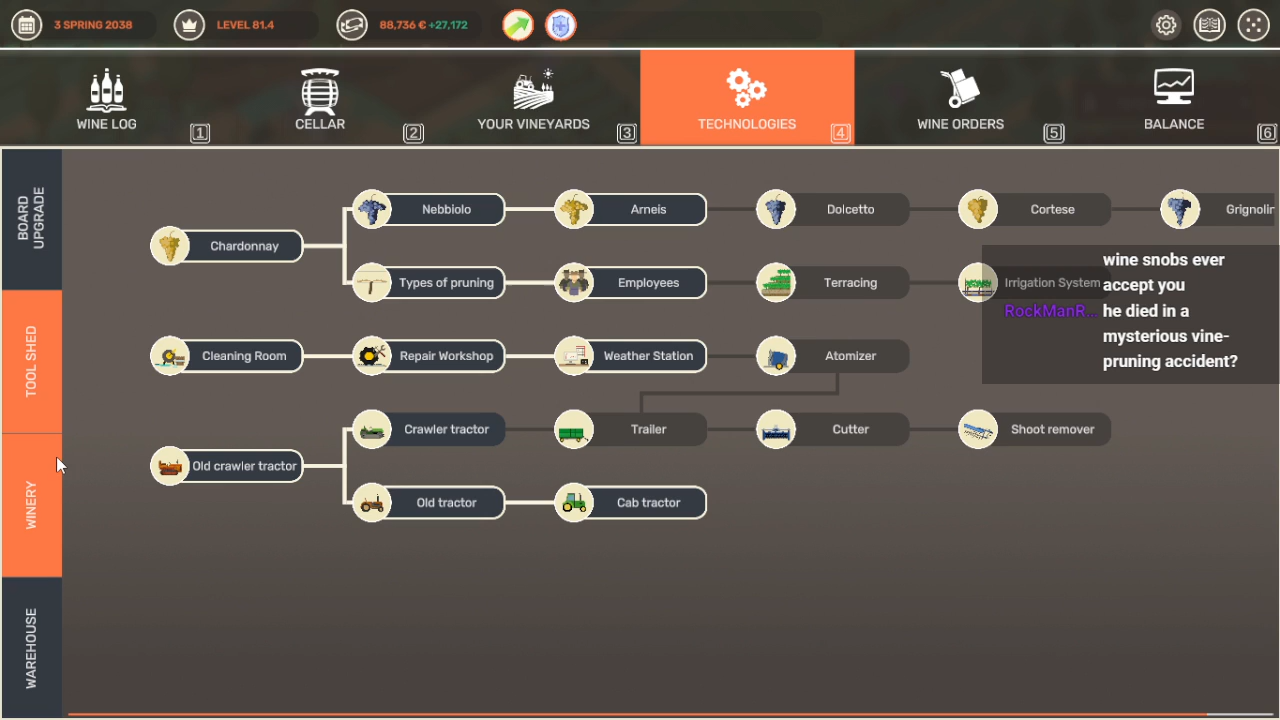 3 SPRING 2038
LEVEL 81.4
88,736 € +27,172
WINE LOG
1
CELLAR
2
YOUR VINEYARDS
3
TECHNOLOGIES
4
WINE ORDERS
5
BALANCE
6
BOARD
UPGRADE
TOOL SHED
WINERY
WAREHOUSE
Nebbiolo
Arneis
Dolcetto
Cortese
Grignolin
Chardonnay
Types of pruning
Employees
Terracing
Irrigation System
Cleaning Room
Repair Workshop
Weather Station
Atomizer
Crawler tractor
Trailer
Cutter
Shoot remover
Old crawler tractor
Old tractor
Cab tractor
wine snobs ever
accept you
RockManR... he died in a
mysterious vine-
pruning accident?